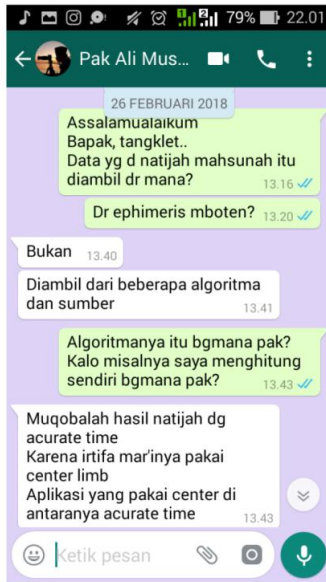 79% 22.01
Pak Ali Mus...
26 FEBRUARI 2018
Assalamualaikum
Bapak, tangklet..
Data yg d natijah mahsunah itu
diambil dr mana?
13.16
Dr ephimeris mboten? 13.20
Bukan 13.40
Diambil dari beberapa algoritma
dan sumber
13.41
Algoritmanya itu bgmana pak?
Kalo misalnya saya menghitung
sendiri bgmana pak?
13.43
Muqobalah hasil natijah dg
acurate time
Karena irtifa mar'inya pakai
center limb
Aplikasi yang pakai center di
antaranya acurate time
13.43
Ketik pesan